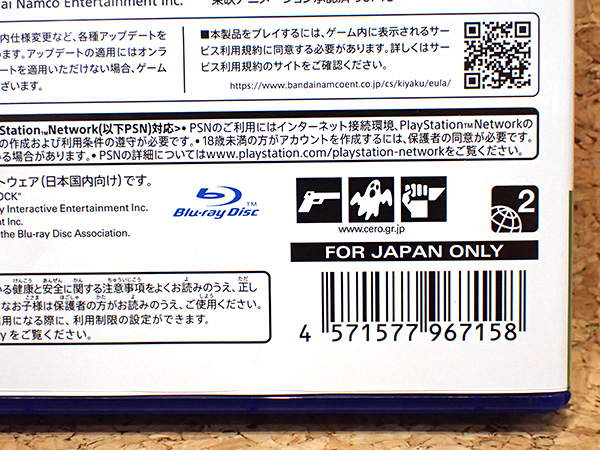 ai Namco Entertainment Inc.
内仕様変更など、各種アップデートを
す。アップデートの適用にはオンラ
ートを適用いただけない場合、ゲーム
ございます。
■本製品をプレイするには、ゲーム内に表示されるサー
ビス利用規約に同意する必要があります。詳しくはサー
ビス利用規約のサイトをご確認ください。
https://www.bandainamcoent.co.jp/cs/kiyaku/eula/
layStation™Network(以下PSN)対応>• PSNのご利用にはインターネット接続環境、PlayStation™Networkの
の作成および利用条件の遵守が必要です。• 18歳未満の方がアカウントを作成するには、保護者の同意が必要です。
る場合があります。• PSNの詳細についてはwww.playstation.com/playstation-networkをご覧ください。
トウェア(日本国内向け)です。
OCK"
y Interactive Entertainment Inc.
nt Inc.
the Blu-ray Disc Association.
Blu-ray Disc™
www.cero.gr.jp
2
FOR JAPAN ONLY
いる健康と安全に関する注意事項をよくお読みのうえ、正し
なお子様は保護者の方がお読みのうえ、ご使用ください。
用になる際に、利用制限の設定ができます。
y をご覧ください。
4 571577 967158